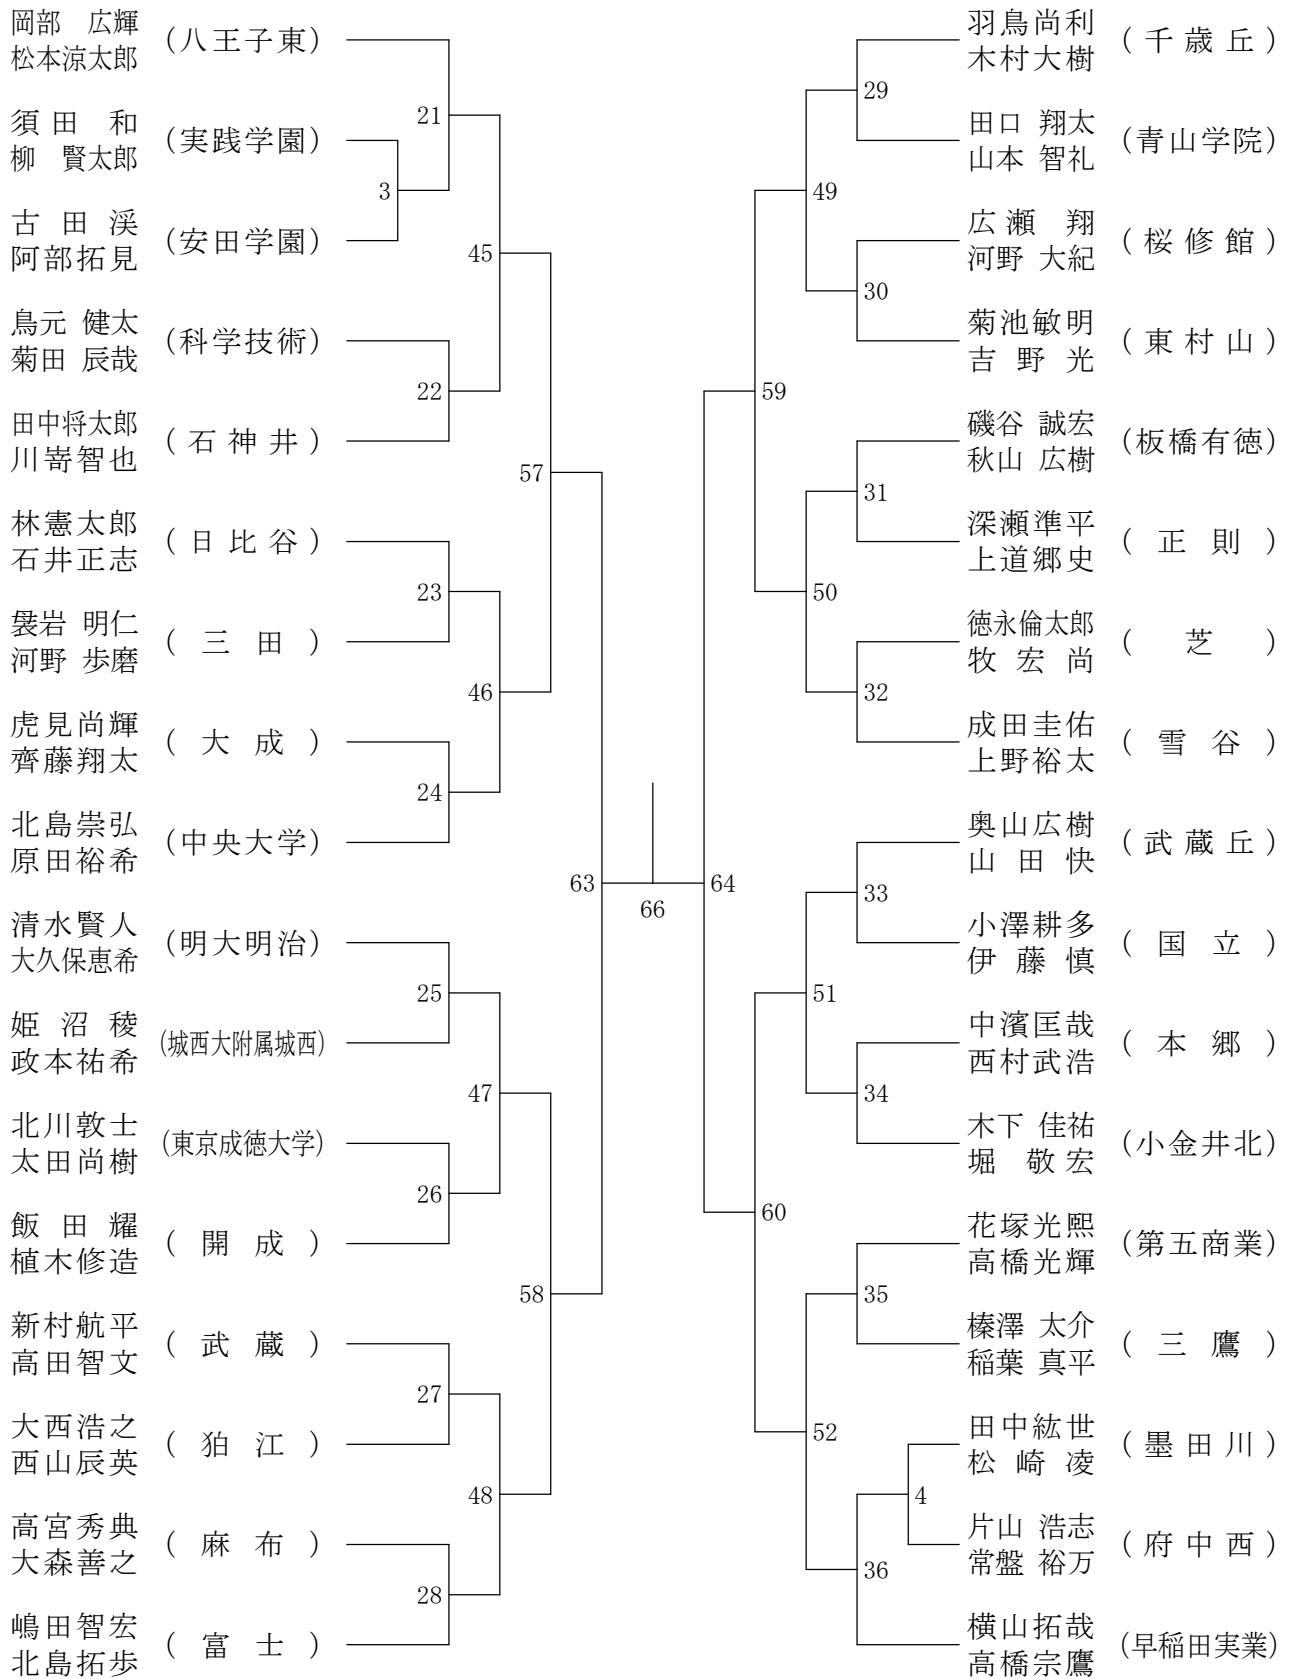 岡部 広輝
松本涼太郎
(八王子東)
須田 和
柳 賢太郎
(実践学園)
古田渓
阿部拓見
(安田学園)
鳥元 健太
菊田 辰哉
(科学技術)
田中将太郎
川嵜智也
(石神井)
林憲太郎
石井正志
(日比谷)
袰岩 明仁
河野 歩磨
(三田)
虎見尚輝
齊藤翔太
(大成)
北島崇弘
原田裕希
(中央大学)
清水賢人
大久保恵希
(明大明治)
姫沼稜
政本祐希
(城西大附属城西)
北川敦士
太田尚樹
(東京成徳大学)
飯田耀
植木修造
(開成)
新村航平
高田智文
(武蔵)
大西浩之
西山辰英
(狛江)
高宮秀典
大森善之
(麻布)
嶋田智宏
北島拓歩
(富士)
21
3
45
22
57
23
46
24
63
25
47
26
58
27
48
28
66
64
29
49
30
59
31
50
32
33
51
34
60
35
52
4
36
羽鳥尚利
木村大樹
(千歳丘)
田口 翔太
山本 智礼
(青山学院)
広瀬 翔
河野 大紀
(桜修館)
菊池敏明
吉野光
(東村山)
磯谷 誠宏
秋山 広樹
(板橋有徳)
深瀬準平
上道郷史
(正則)
徳永倫太郎
牧宏尚
(芝)
成田圭佑
上野裕太
(雪谷)
奥山広樹
山田快
(武蔵丘)
小澤耕多
伊藤慎
(国立)
中濱匡哉
西村武浩
(本郷)
木下 佳祐
堀 敬宏
(小金井北)
花塚光熙
高橋光輝
(第五商業)
榛澤 太介
稲葉 真平
(三鷹)
田中紘世
松崎凌
(墨田川)
片山 浩志
常盤 裕万
(府中西)
横山拓哉
高橋宗鷹
(早稲田実業)